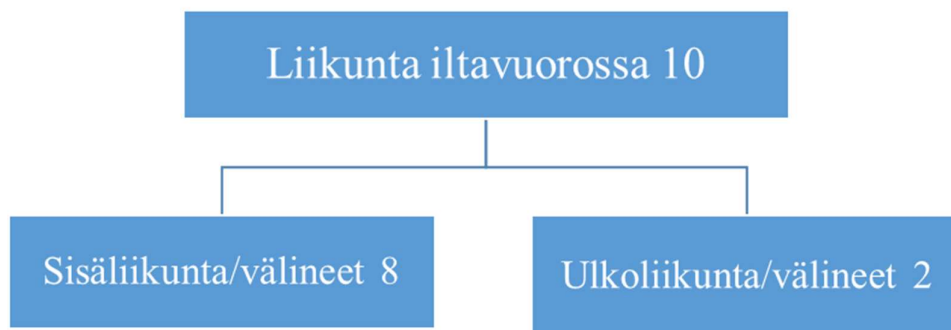 Liikunta iltavuorossa 10
Sisäliikunta/välineet 8
Ulkoliikunta/välineet 2